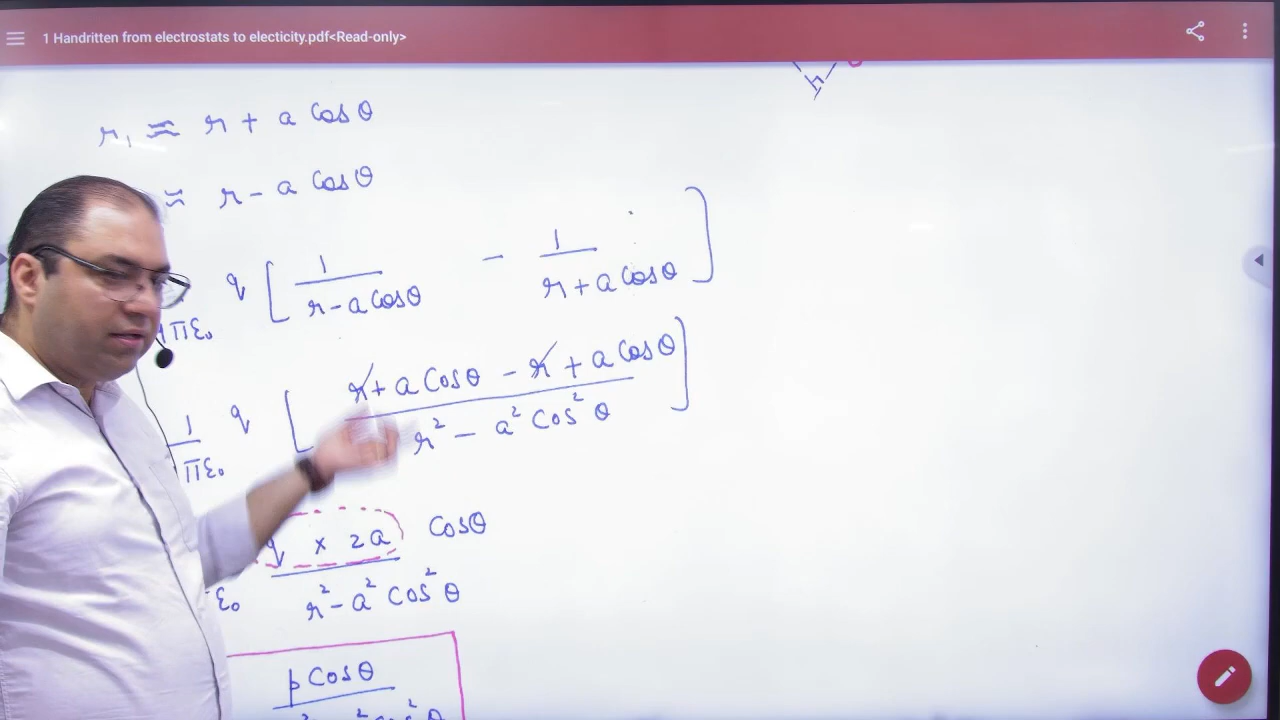 1 Handritten from electrostats to electicity.pdf<Read-only>
r₁ ≈ r + a Cos θ
≈ r - a Cos θ
πε₀ q [ 1/(r - a Cos θ) - 1/(r + a Cos θ) ]
1/πε₀ q [ (r + a Cos θ - r + a Cos θ)/(r² - a² Cos² θ) ]
ε₀ (q × 2a)/(r² - a² Cos² θ) Cos θ
p Cos θ